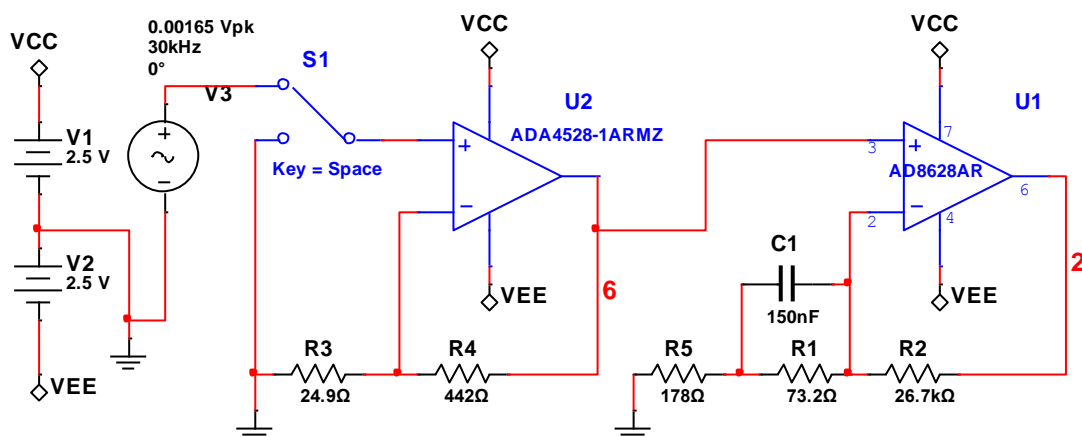 0.00165 Vpk
30kHz
0°
V3
VCC
V1
2.5 V
V2
2.5 V
VEE
S1
Key = Space
VCC
U2
ADA4528-1ARMZ
+
−
VEE
6
R3
24.9Ω
R4
442Ω
VCC
U1
7
3
+
AD8628AR
6
−
2
4
VEE
2
C1
150nF
R5
178Ω
R1
73.2Ω
R2
26.7kΩ